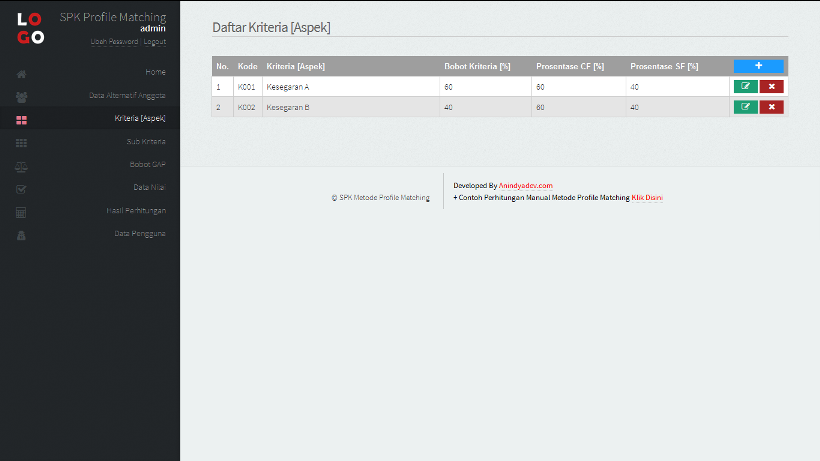 LO
GO
SPK Profile Matching
admin
Ubah Password | Logout
Home
Data Alternatif Anggota
Kriteria [Aspek]
Sub Kriteria
Bobot GAP
Data Nilai
Hasil Perhitungan
Data Pengguna
Daftar Kriteria [Aspek]
No. Kode Kriteria [Aspek] Bobot Kriteria [%] Prosentase CF [%] Prosentase SF [%] +
1 K001 Kesegaran A 60 60 40
2 K002 Kesegaran B 40 60 40
© SPK Metode Profile Matching
Developed By Anindyadev.com
+ Contoh Perhitungan Manual Metode Profile Matching Klik Disini